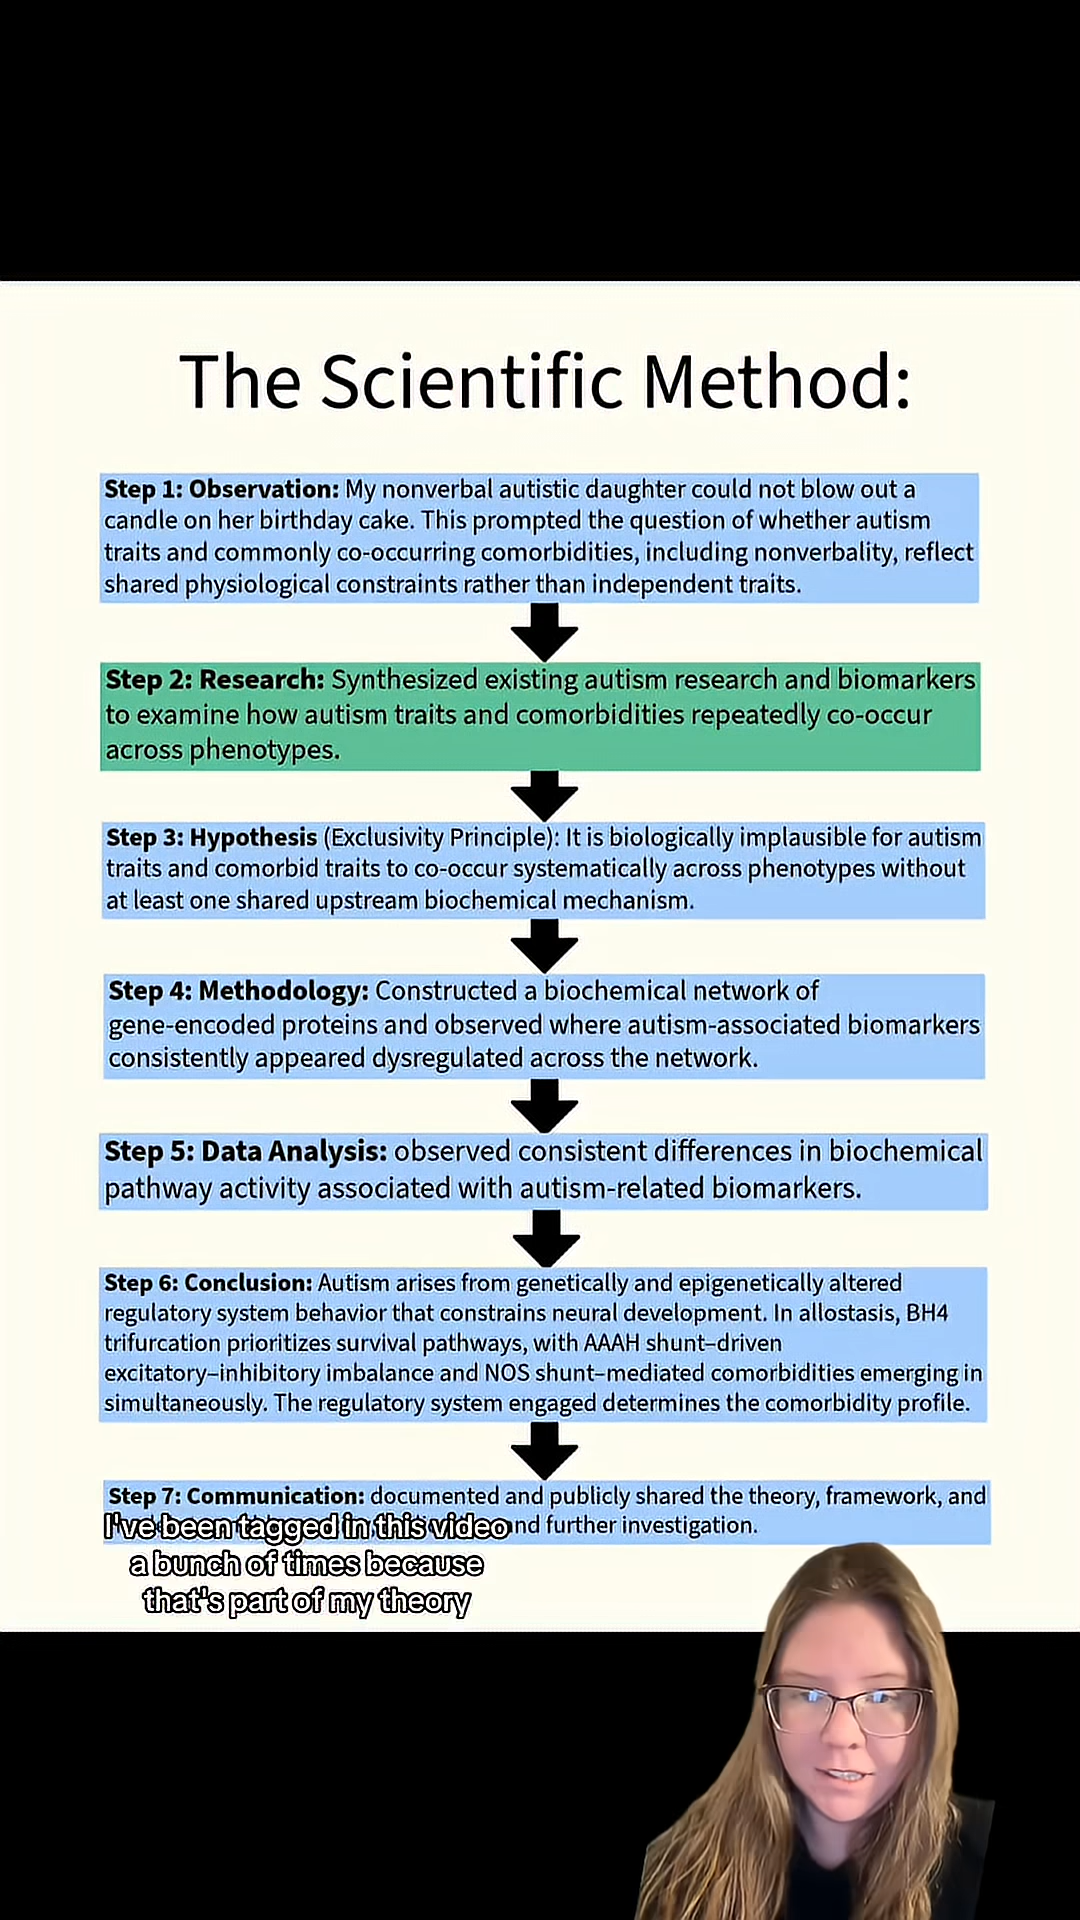 The Scientific Method:
Step 1: Observation: My nonverbal autistic daughter could not blow out a
candle on her birthday cake. This prompted the question of whether autism
traits and commonly co-occurring comorbidities, including nonverbality, reflect
shared physiological constraints rather than independent traits.
Step 2: Research: Synthesized existing autism research and biomarkers
to examine how autism traits and comorbidities repeatedly co-occur
across phenotypes.
Step 3: Hypothesis (Exclusivity Principle): It is biologically implausible for autism
traits and comorbid traits to co-occur systematically across phenotypes without
at least one shared upstream biochemical mechanism.
Step 4: Methodology: Constructed a biochemical network of
gene-encoded proteins and observed where autism-associated biomarkers
consistently appeared dysregulated across the network.
Step 5: Data Analysis: observed consistent differences in biochemical
pathway activity associated with autism-related biomarkers.
Step 6: Conclusion: Autism arises from genetically and epigenetically altered
regulatory system behavior that constrains neural development. In allostasis, BH4
trifurcation prioritizes survival pathways, with AAAH shunt–driven
excitatory–inhibitory imbalance and NOS shunt–mediated comorbidities emerging in
simultaneously. The regulatory system engaged determines the comorbidity profile.
Step 7: Communication: documented and publicly shared the theory, framework, and
and further investigation.
I've been tagged in this video
a bunch of times because
that's part of my theory